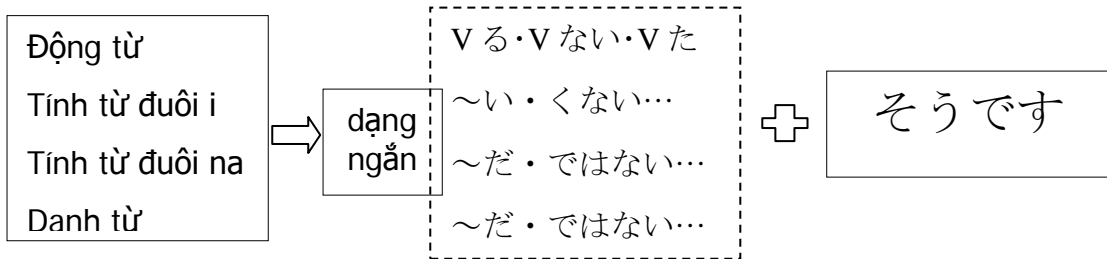 Động từ
Tính từ đuôi i
Tính từ đuôi na
Danh từ
dạng
ngắn
Vる・Vない・Vた
～い・くない…
～だ・ではない…
～だ・ではない…
そうです